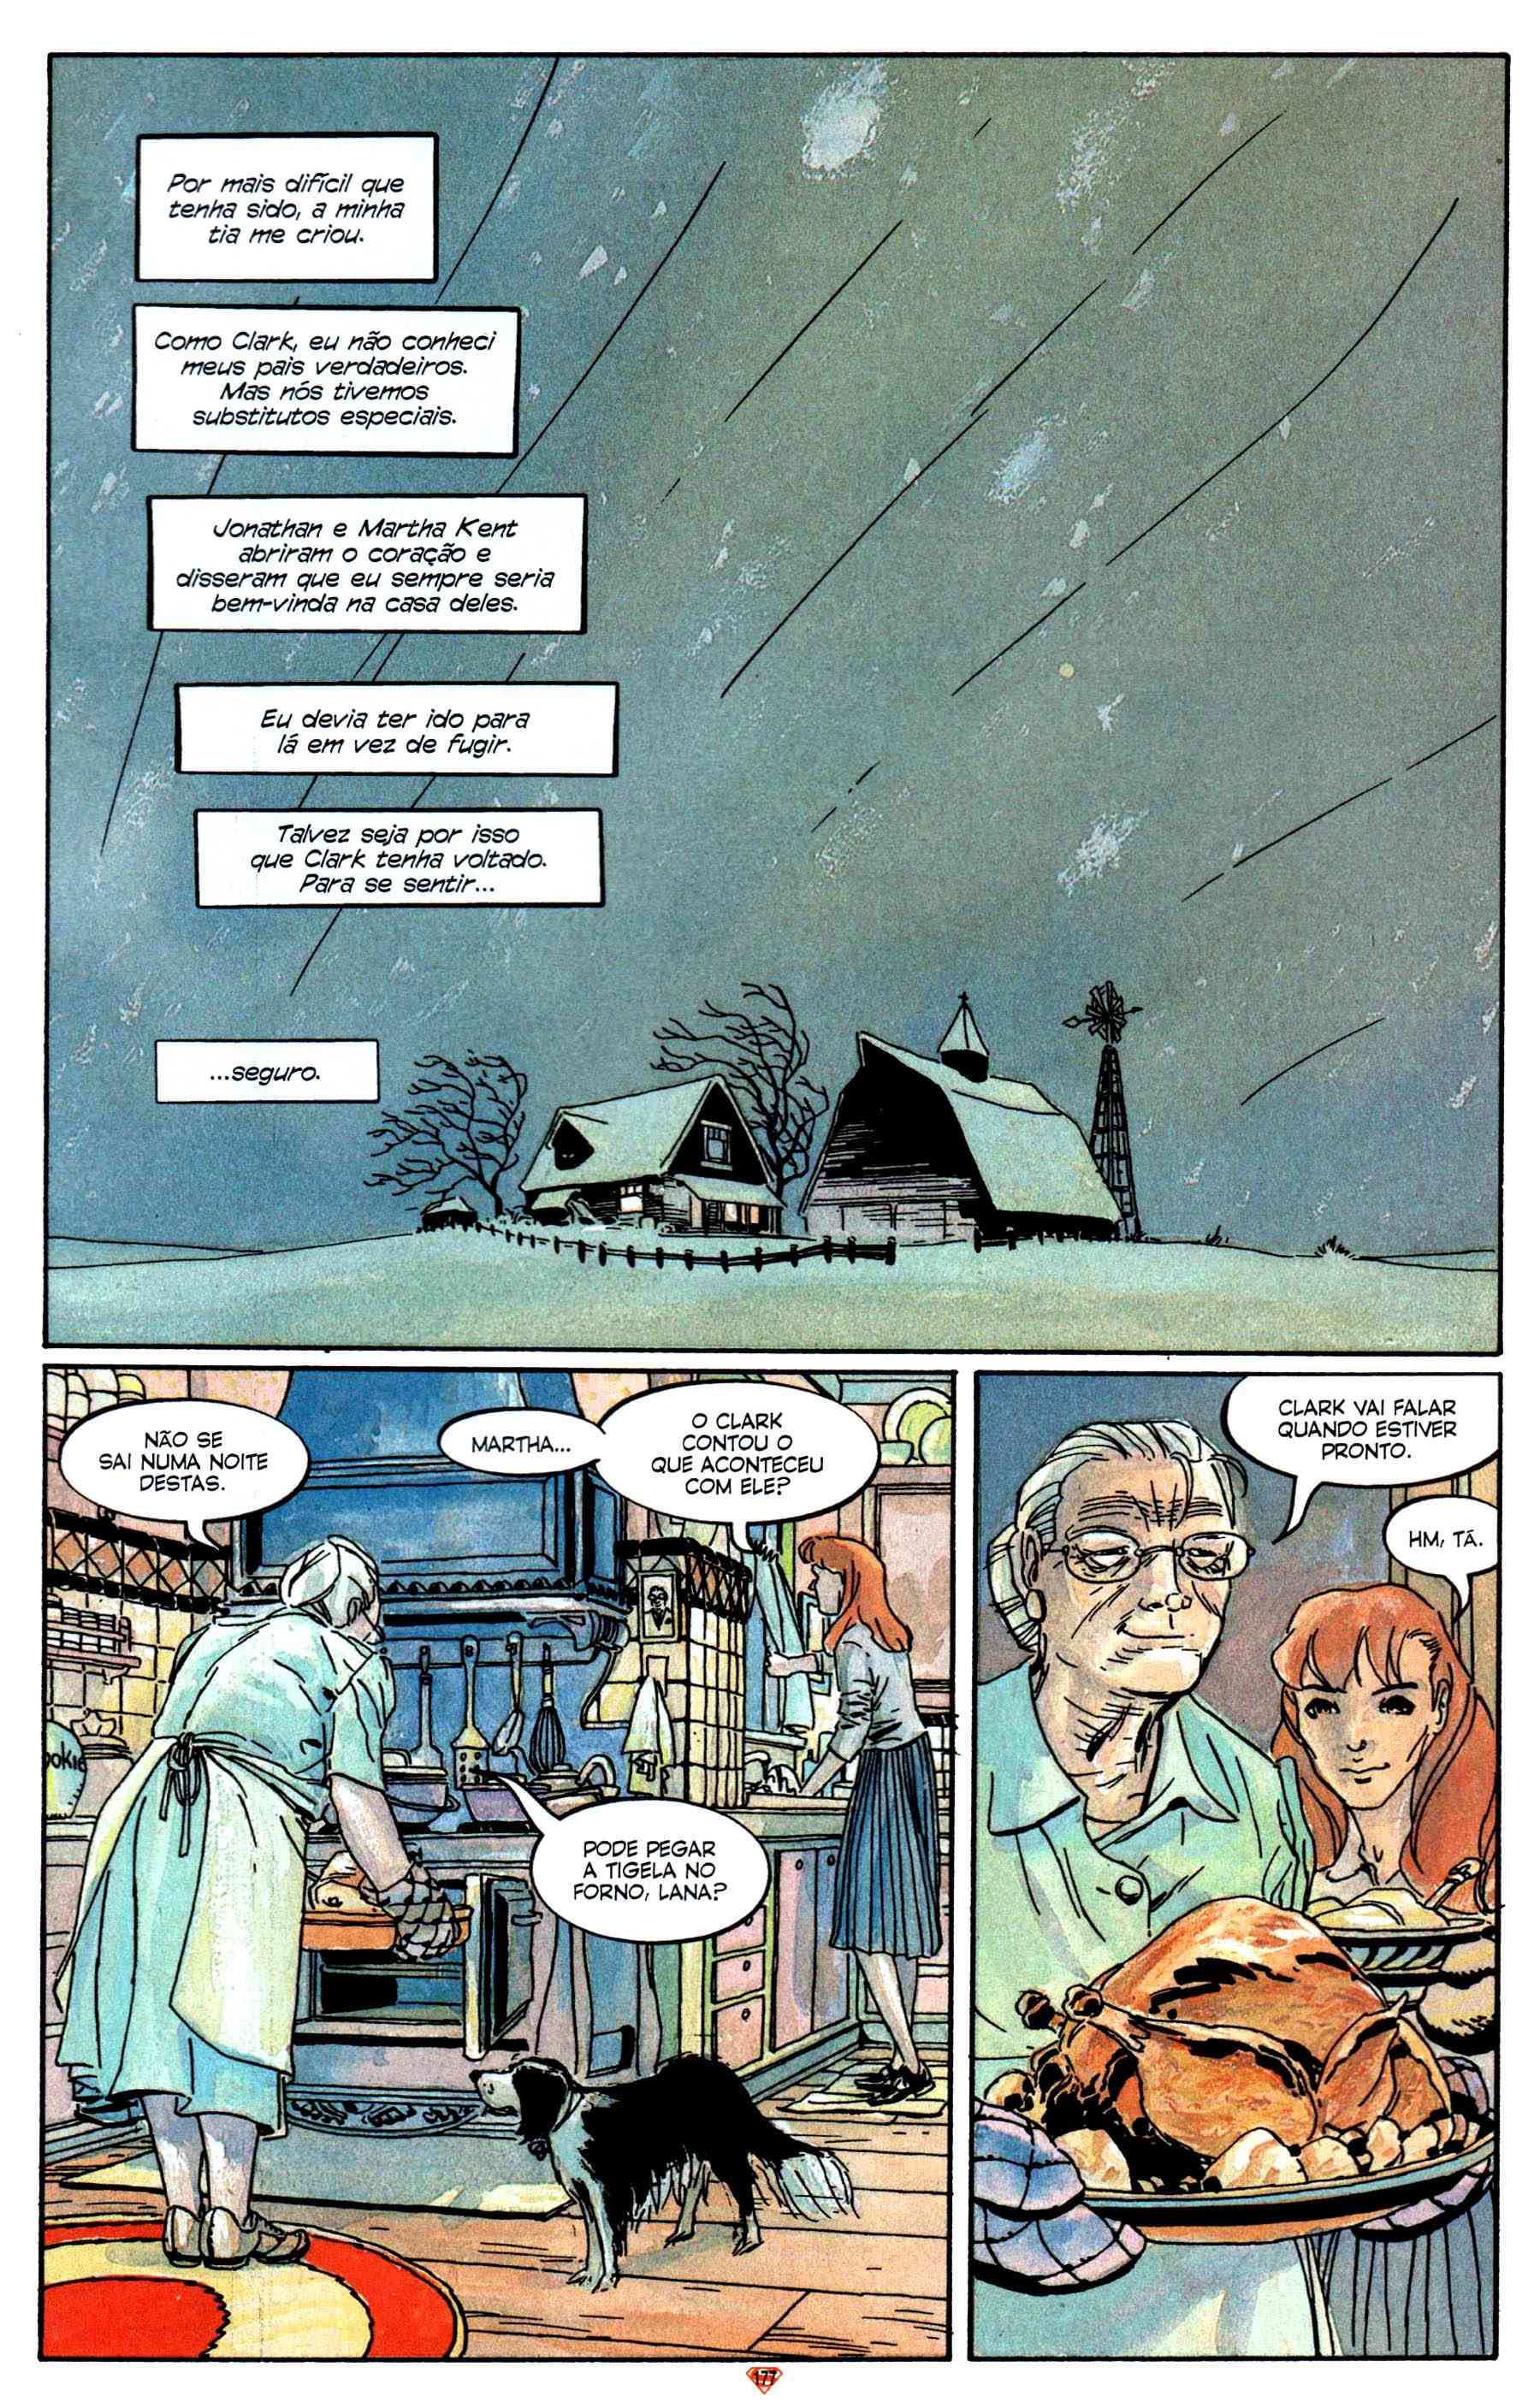 Por mais difícil que
tenha sido, a minha
tia me criou.
Como Clark, eu não conheci
meus pais verdadeiros.
Mas nós tivemos
substitutos especiais.
Jonathan e Martha Kent
abriram o coração e
disseram que eu sempre seria
bem-vinda na casa deles.
Eu devia ter ido para
lá em vez de fugir.
Talvez seja por isso
que Clark tenha voltado.
Para se sentir...
...seguro.
NÃO SE
SAI NUMA NOITE
DESTAS.
MARTHA...
O CLARK
CONTOU O
QUE ACONTECEU
COM ELE?
PODE PEGAR
A TIGELA NO
FORNO, LANA?
ookie
CLARK VAI FALAR
QUANDO ESTIVER
PRONTO.
HM, TÁ.
177